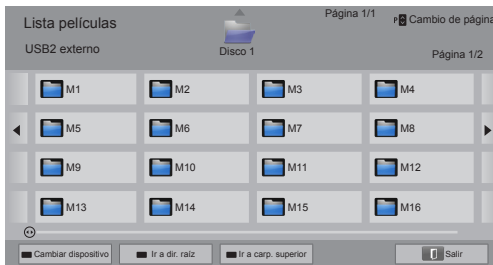 Lista películas
Página 1/1
P Cambio de página
USB2 externo
Disco 1
Página 1/2
M1
M2
M3
M4
M5
M6
M7
M8
M9
M10
M11
M12
M13
M14
M15
M16
Cambiar dispositivo
Ir a dir. raíz
Ir a carp. superior
Salir